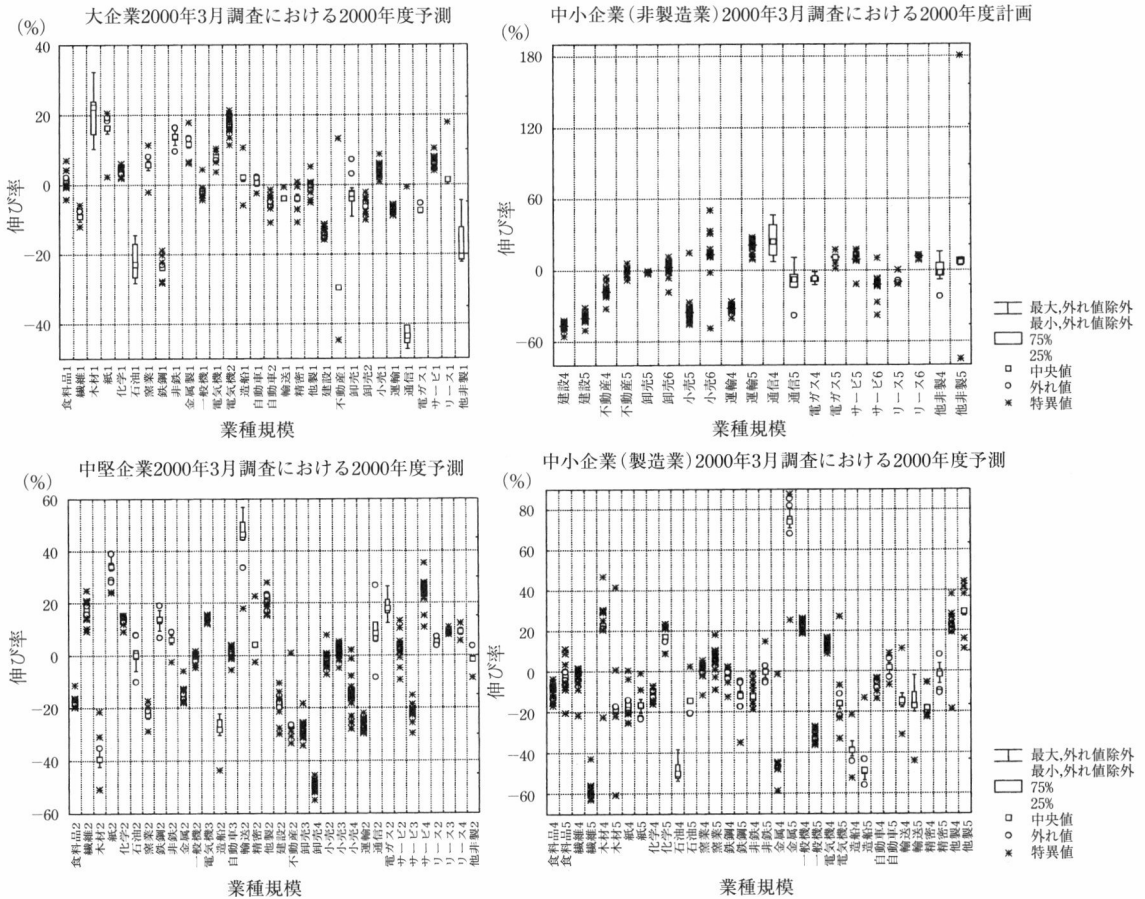 大企業2000年3月調査における2000年度予測
(%)
40
20
0
−20
−40
伸び率
食料品1
繊維1
木材1
紙1
化学1
石油1
窯業1
鉄鋼1
非鉄1
金属製1
一般機1
電気機1
電気機2
造船1
自動車1
自動車2
輸送1
精密1
他製1
建設1
不動産1
卸売1
卸売2
小売1
運輸1
通信1
電ガス1
サービ1
リース1
他非製1
業種規模
中小企業(非製造業)2000年3月調査における2000年度計画
(%)
180
120
60
0
−60
伸び率
建設4
建設5
不動産4
不動産5
卸売5
卸売6
小売5
小売6
運輸4
運輸5
通信4
通信5
電ガス4
電ガス5
サービ5
サービ6
リース5
リース6
他非製4
他非製5
業種規模
最大,外れ値除外
最小,外れ値除外
75%
25%
中央値
外れ値
特異値
中堅企業2000年3月調査における2000年度予測
(%)
60
40
20
0
−20
−40
−60
伸び率
食料品2
繊維2
木材2
紙2
化学2
石油2
窯業2
鉄鋼2
非鉄2
金属2
一般機2
電気機3
造船2
自動車3
輸送2
精密2
他製2
建設2
不動産2
卸売3
卸売4
小売2
小売3
小売4
運輸2
通信2
電ガス2
サービ2
サービ3
サービ4
リース2
リース3
リース4
他非製2
業種規模
中小企業(製造業)2000年3月調査における2000年度予測
(%)
80
60
40
20
0
−20
−40
−60
伸び率
食料品4
食料品5
繊維4
繊維5
木材4
木材5
紙4
紙5
化学4
化学5
石油4
石油5
窯業4
窯業5
鉄鋼4
鉄鋼5
非鉄4
非鉄5
金属4
金属5
一般機4
一般機5
電気機4
電気機5
造船4
造船5
自動車4
自動車5
輸送4
輸送5
精密4
精密5
他製4
他製5
業種規模
最大,外れ値除外
最小,外れ値除外
75%
25%
中央値
外れ値
特異値